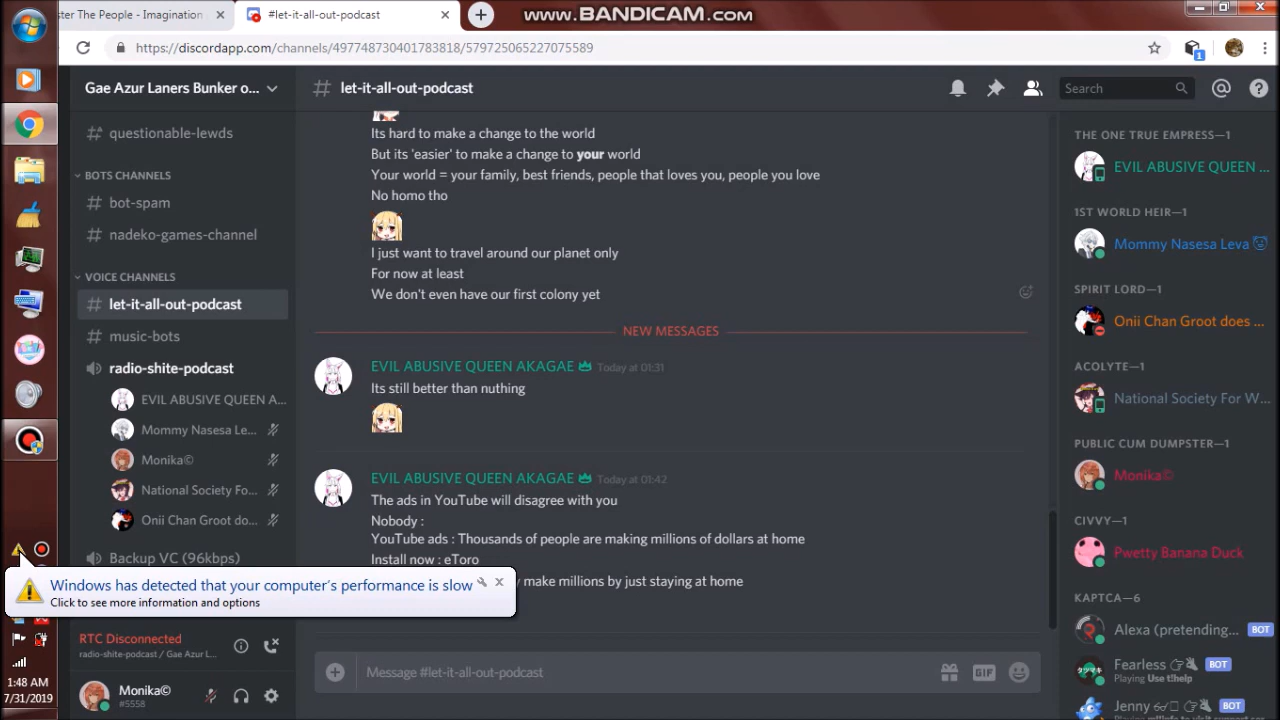 ster The People - Imagination
#let-it-all-out-podcast
www.BANDICAM.com
https://discordapp.com/channels/497748730401783818/579725065227075589
1
Gae Azur Laners Bunker o...
let-it-all-out-podcast
Search
questionable-lewds
BOTS CHANNELS
bot-spam
nadeko-games-channel
VOICE CHANNELS
let-it-all-out-podcast
music-bots
radio-shite-podcast
EVIL ABUSIVE QUEEN A...
Mommy Nasesa Le...
Monika©
National Society Fo...
Onii Chan Groot do...
Backup VC (96kbps)
Its hard to make a change to the world
But its 'easier' to make a change to your world
Your world = your family, best friends, people that loves you, people you love
No homo tho
I just want to travel around our planet only
For now at least
We don't even have our first colony yet
NEW MESSAGES
EVIL ABUSIVE QUEEN AKAGAE Today at 01:31
Its still better than nuthing
EVIL ABUSIVE QUEEN AKAGAE Today at 01:42
The ads in YouTube will disagree with you
Nobody :
YouTube ads : Thousands of people are making millions of dollars at home
Install now : eToro
make millions by just staying at home
Windows has detected that your computer's performance is slow
Click to see more information and options
RTC Disconnected
radio-shite-podcast / Gae Azur L...
Monika©
#5558
Message #let-it-all-out-podcast
GIF
THE ONE TRUE EMPRESS—1
EVIL ABUSIVE QUEEN ...
1ST WORLD HEIR—1
Mommy Nasesa Leva
SPIRIT LORD—1
Onii Chan Groot does ...
ACOLYTE—1
National Society For W...
PUBLIC CUM DUMPSTER—1
Monika©
CIVVY—1
Pwetty Banana Duck
KAPTCA—6
Alexa (pretending... BOT
Fearless BOT
Playing Use t!help
Jenny BOT
1:48 AM
7/31/2019